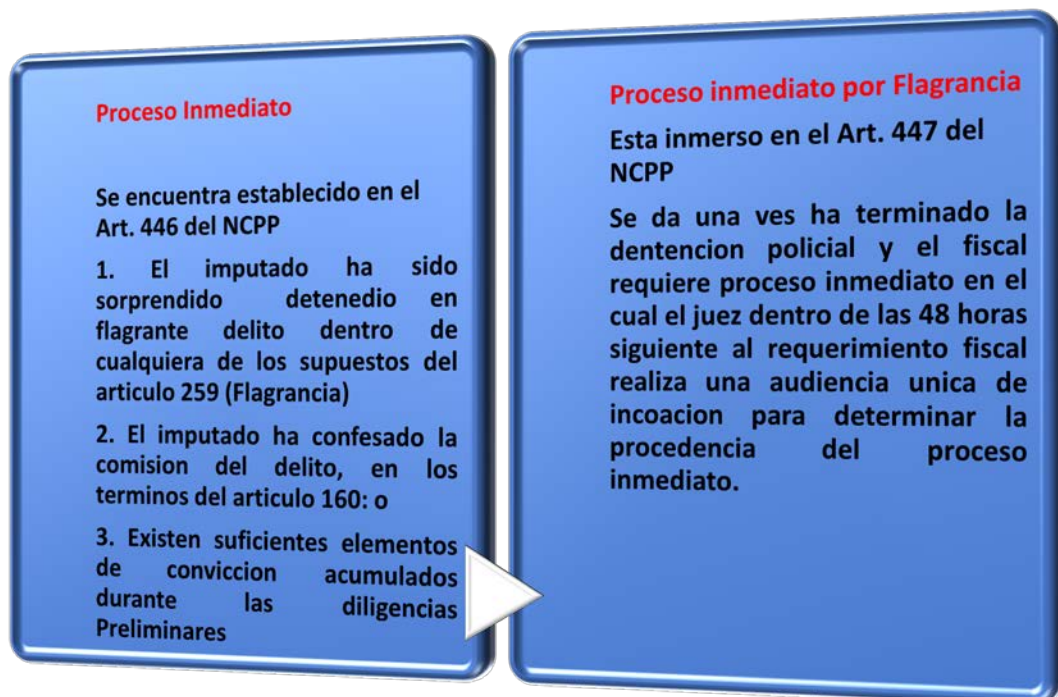 Proceso Inmediato
Se encuentra establecido en el
Art. 446 del NCPP
1. El imputado ha sido
sorprendido detenedio en
flagrante delito dentro de
cualquiera de los supuestos del
articulo 259 (Flagrancia)
2. El imputado ha confesado la
comision del delito, en los
terminos del articulo 160: o
3. Existen suficientes elementos
de conviccion acumulados
durante las diligencias
Preliminares
Proceso inmediato por Flagrancia
Esta inmerso en el Art. 447 del
NCPP
Se da una ves ha terminado la
dentencion policial y el fiscal
requiere proceso inmediato en el
cual el juez dentro de las 48 horas
siguiente al requerimiento fiscal
realiza una audiencia unica de
incoacion para determinar la
procedencia del proceso
inmediato.